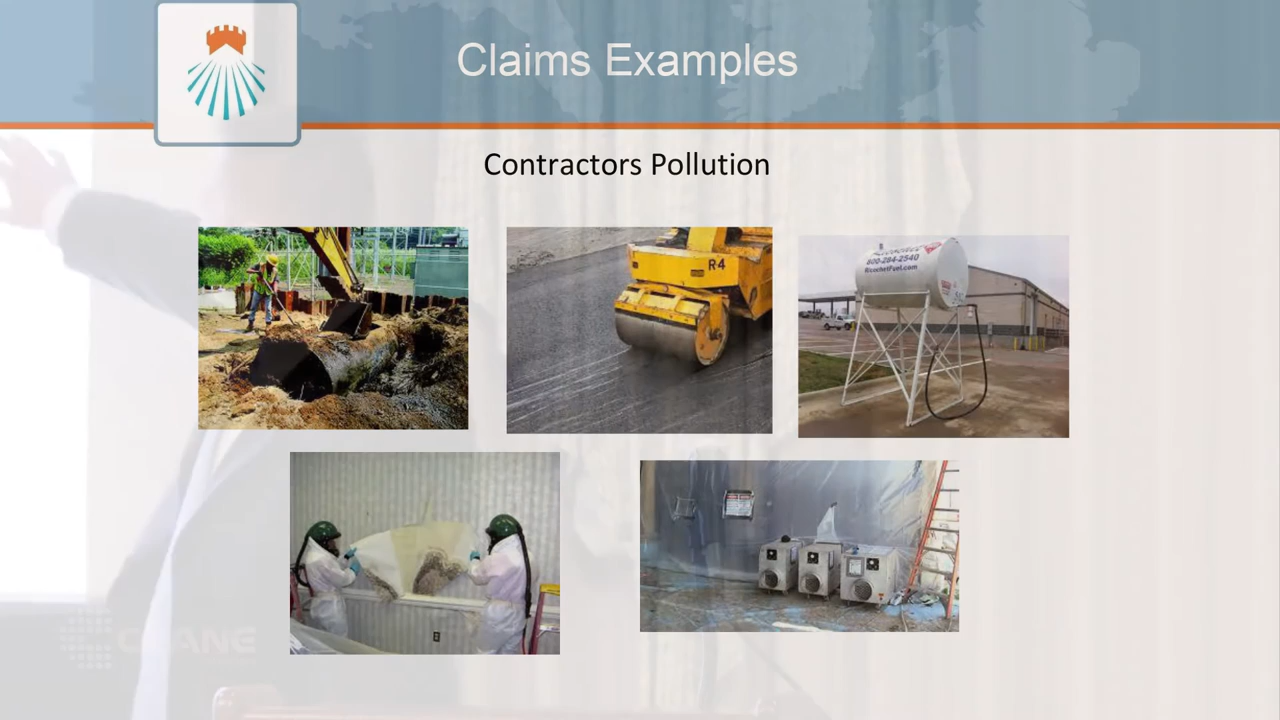 Claims Examples
Contractors Pollution
R4
800-284-2540
RicochetFuel.com